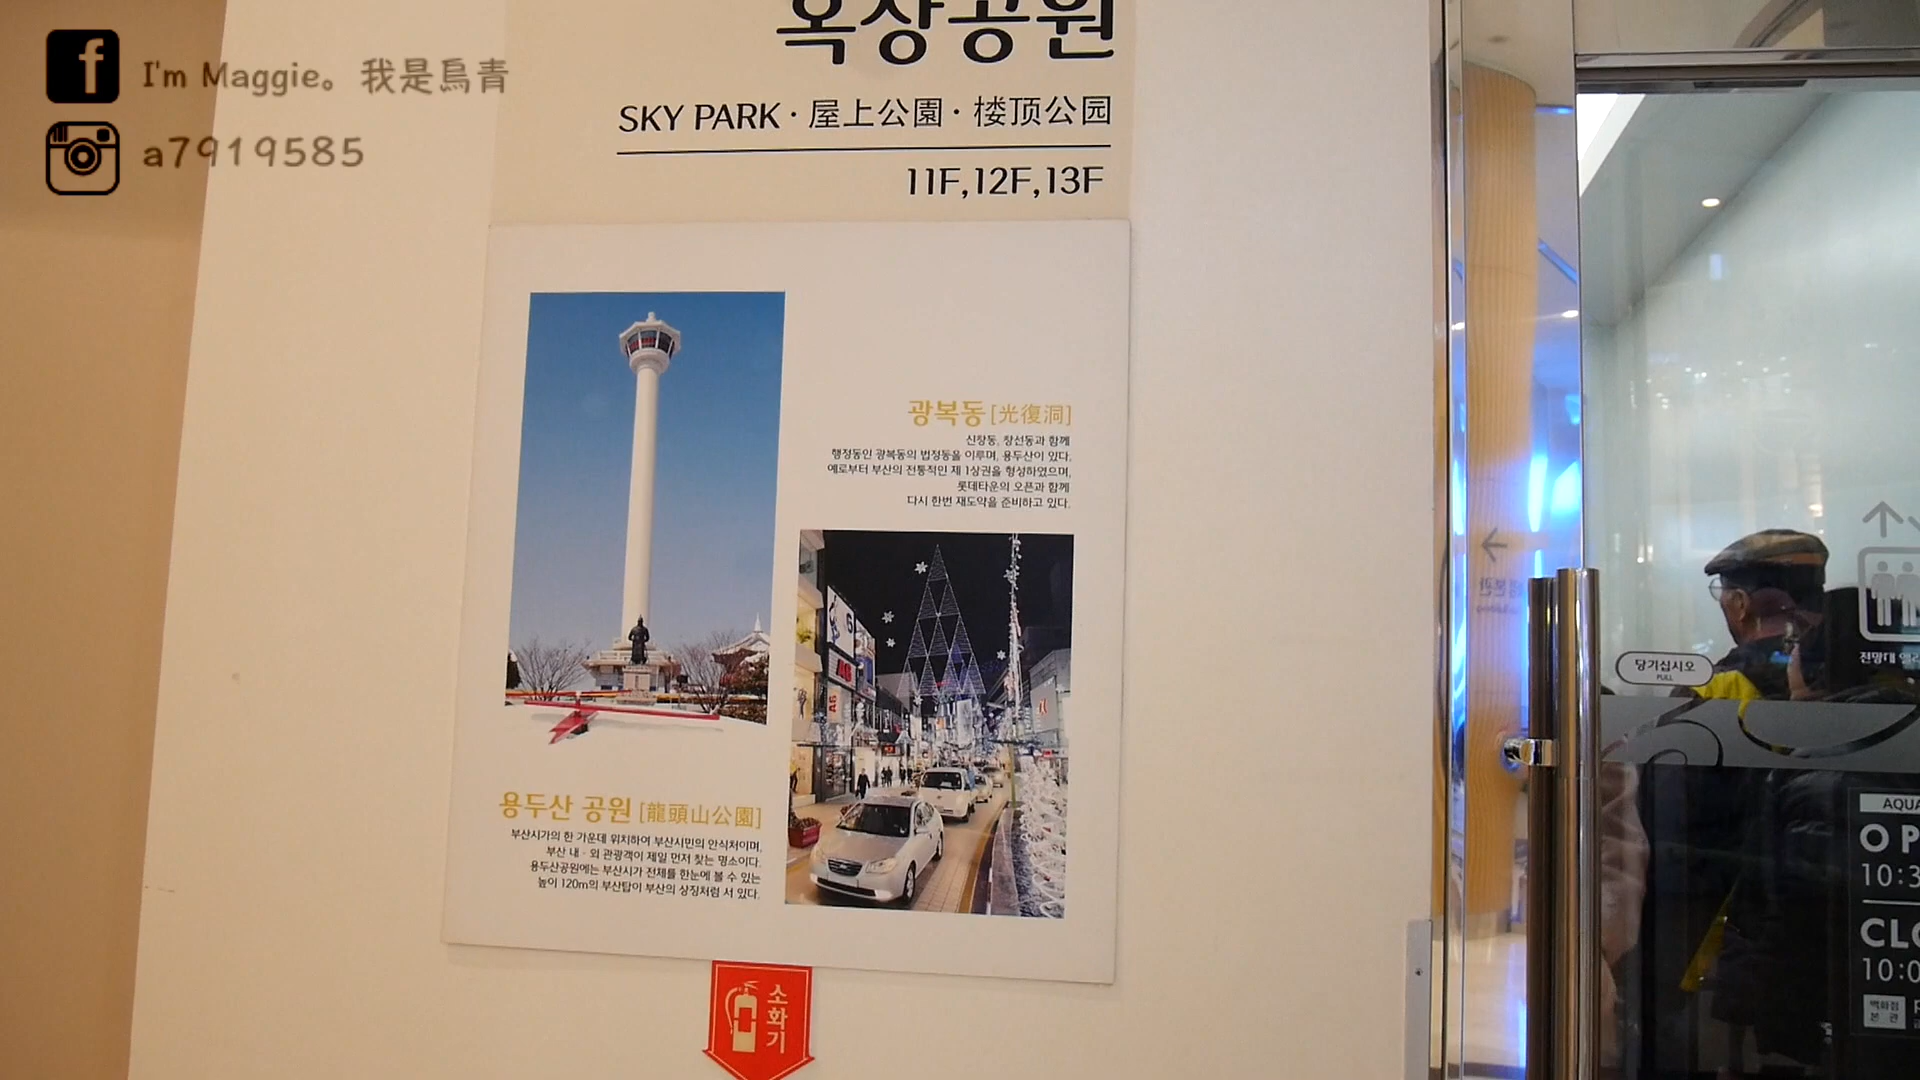 I'm Maggie。我是烏青
a7919585
옥상공원
SKY PARK · 屋上公園 · 楼顶公园
11F,12F,13F
광복동 [光復洞]
신창동, 창선동과 함께
행정동인 광복동의 법정동을 이루며, 용두산이 있다.
예로부터 부산의 전통적인 제 1상권을 형성하였으며,
롯데타운의 오픈과 함께
다시 한번 재도약을 준비하고 있다.
용두산 공원 [龍頭山公園]
부산시가의 한 가운데 위치하여 부산시민의 안식처이며,
부산 내 · 외 관광객이 제일 먼저 찾는 명소이다.
용두산공원에는 부산시가 전체를 한눈에 볼 수 있는
높이 120m의 부산탑이 부산의 상징처럼 서 있다.
소화기
당기십시오
PULL
전망대
AQUA
OP
10:3
CLO
10:0
백화점
본 관